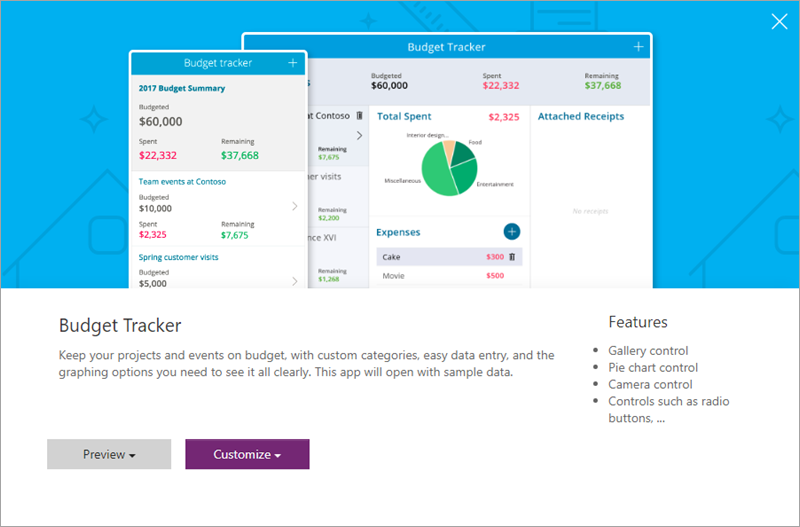 Budget tracker
+
2017 Budget Summary
Budgeted
$60,000
Spent Remaining
$22,332 $37,668
Team events at Contoso
Budgeted
$10,000
Spent Remaining
$2,325 $7,675
Spring customer visits
Budgeted
$5,000
Budget Tracker
+
Budgeted Spent Remaining
$60,000 $22,332 $37,668
at Contoso
Remaining
$7,675
visits
Remaining
$2,200
nce XVI
Remaining
$1,268
Total Spent $2,325
Interior design...
Food
Miscellaneous
Entertainment
Expenses
+
Cake $300
Movie $500
Attached Receipts
No receipts
Budget Tracker
Keep your projects and events on budget, with custom categories, easy data entry, and the
graphing options you need to see it all clearly. This app will open with sample data.
Preview
Customize
Features
• Gallery control
• Pie chart control
• Camera control
• Controls such as radio
buttons, ...